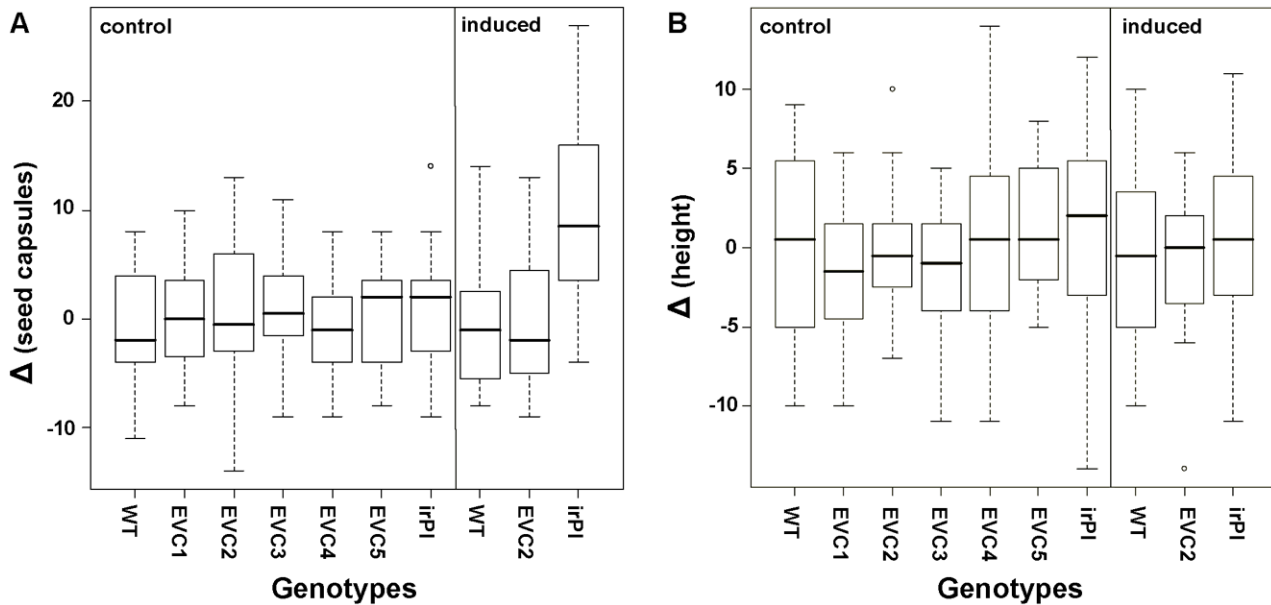 A
control
induced
20
10
0
-10
Δ (seed capsules)
WT
EVC1
EVC2
EVC3
EVC4
EVC5
irPI
WT
EVC2
irPI
Genotypes
B
control
induced
10
5
0
-5
-10
Δ (height)
WT
EVC1
EVC2
EVC3
EVC4
EVC5
irPI
WT
EVC2
irPI
Genotypes